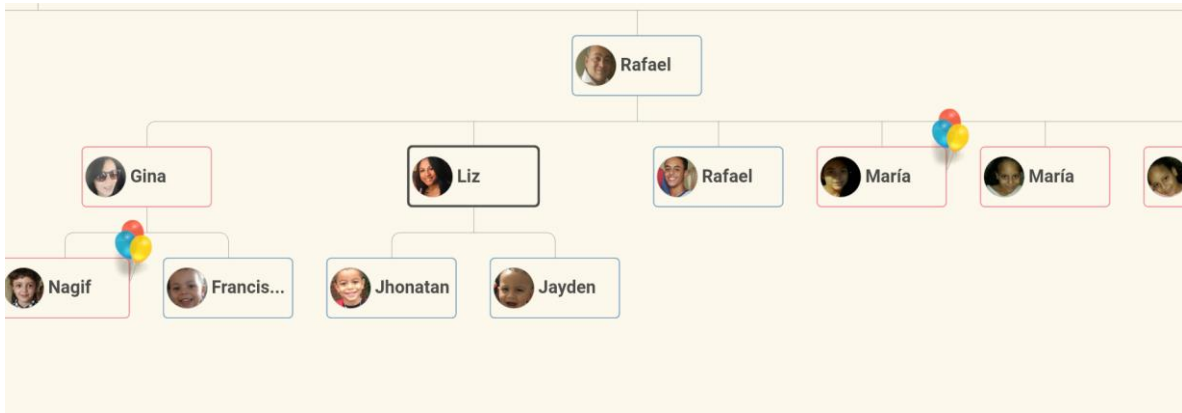 Rafael
Gina
Liz
Rafael
María
María
Nagif
Francis...
Jhonatan
Jayden